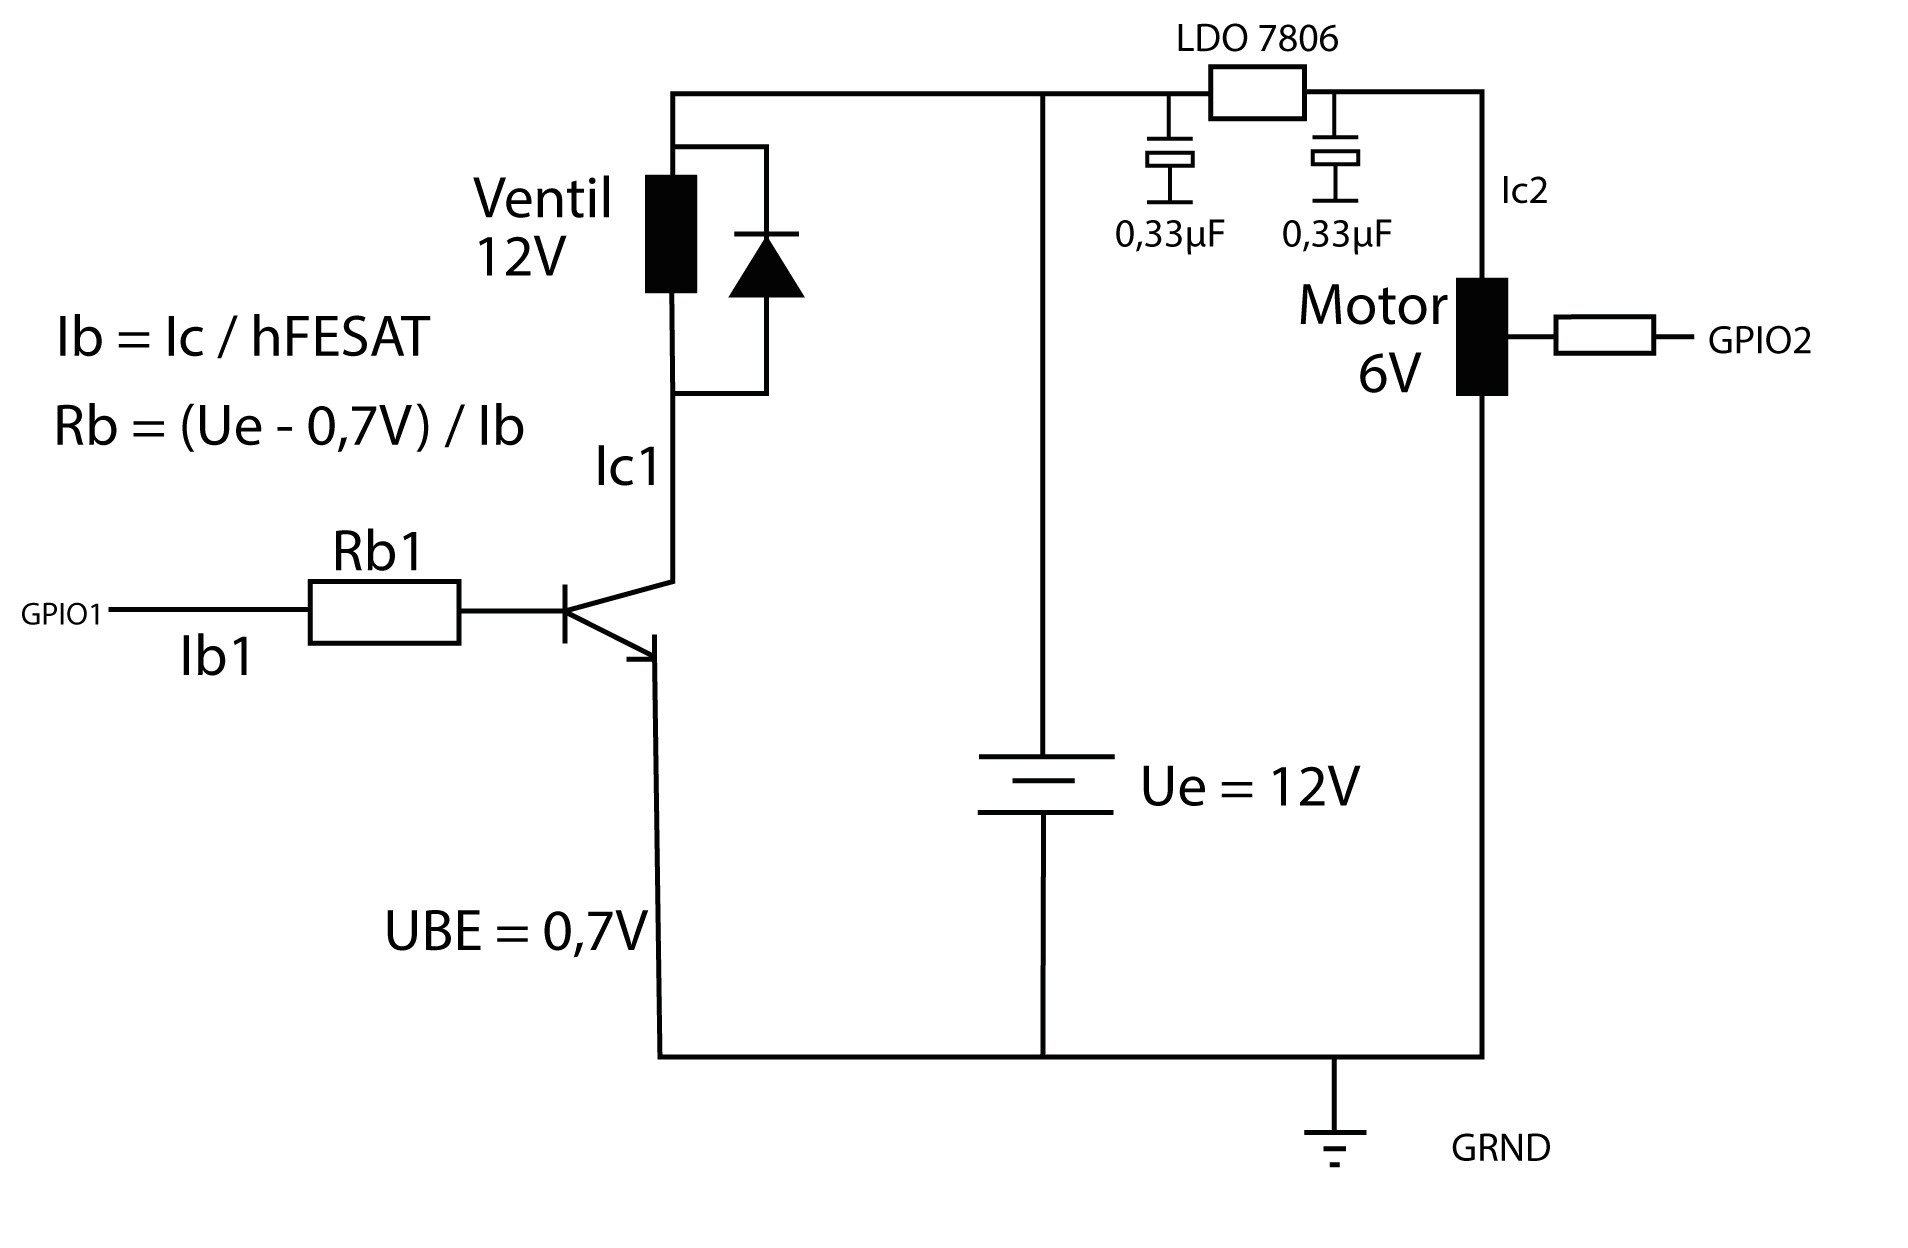 LDO 7806
0,33µF
0,33µF
Ic2
Ventil
12V
Motor
6V
GPIO2
Ib = Ic / hFESAT
Rb = (Ue - 0,7V) / Ib
Ic1
Rb1
GPIO1
Ib1
Ue = 12V
UBE = 0,7V
GRND